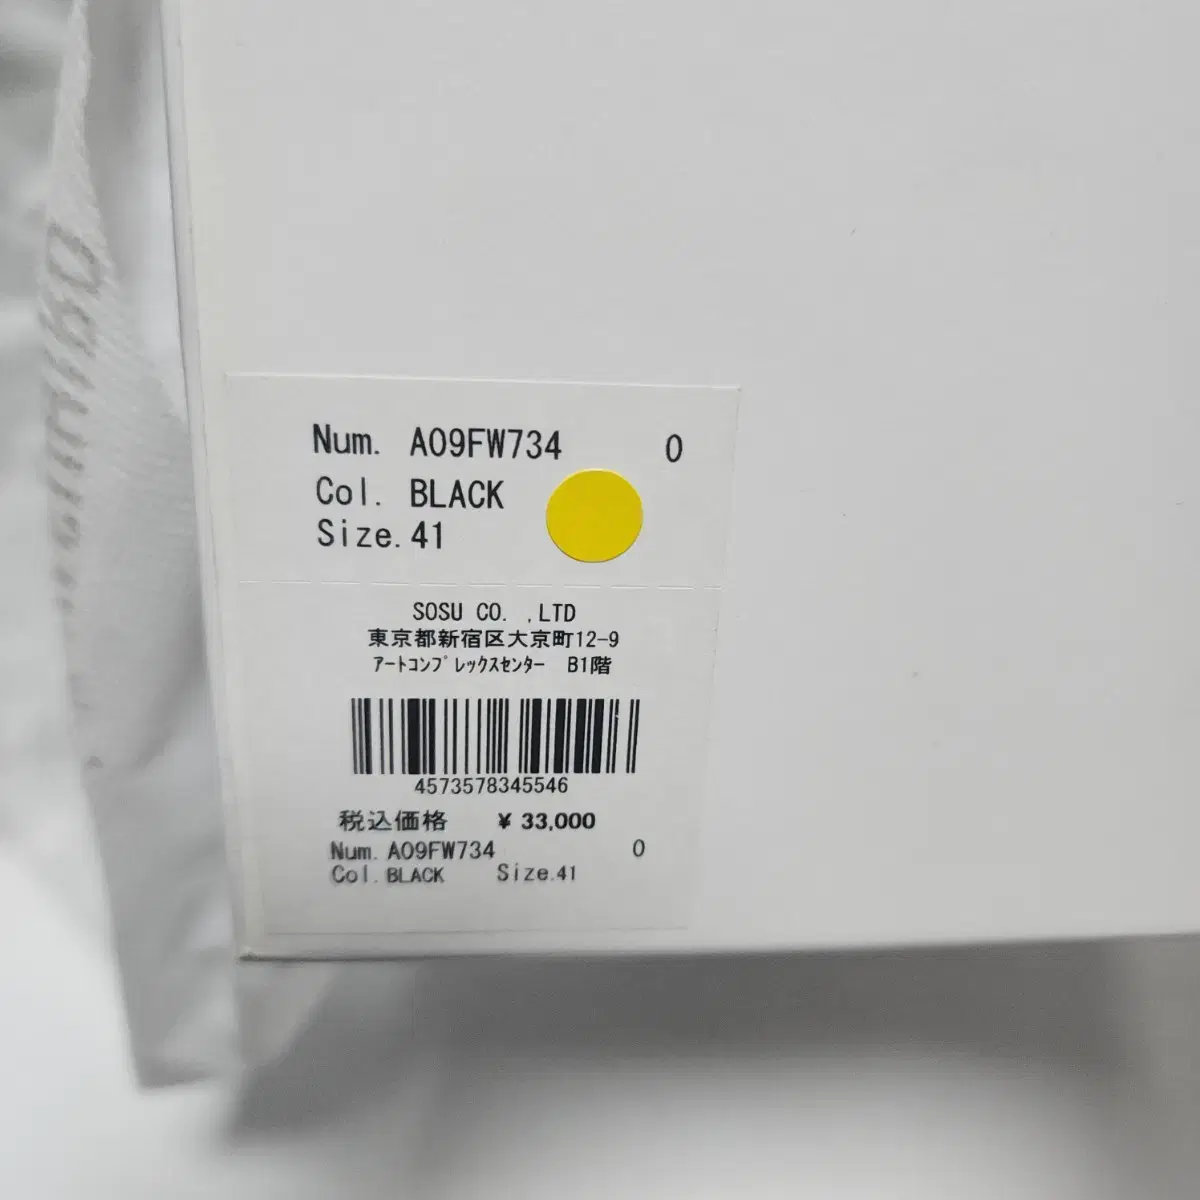 Num. A09FW734 0
Col. BLACK
Size.41
SOSU CO. ,LTD
東京都新宿区大京町12-9
アートコンプレックスセンター B1階
4573578345546
税込価格 ¥ 33,000
Num. A09FW734 0
Col. BLACK Size.41